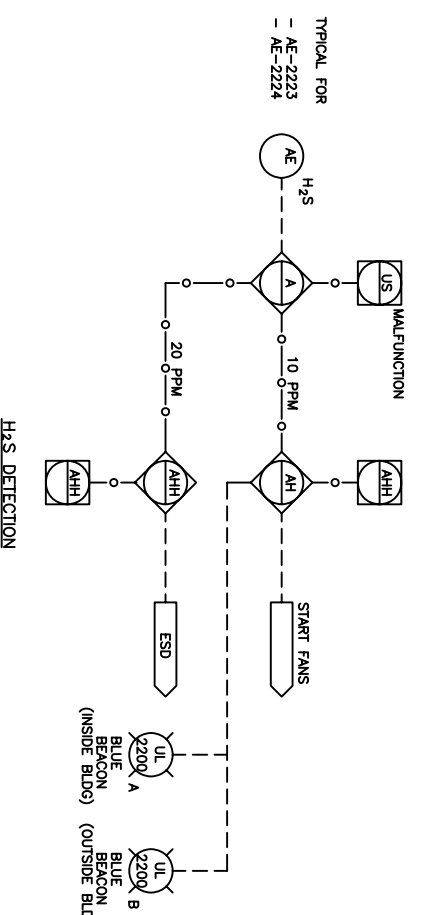 TYPICAL FOR
- AE-2223
- AE-2224
AE
H2S
A
US
MALFUNCTION
10 PPM
20 PPM
AH
AHH
AHH
AHH
START FANS
ESD
UL
2200
A
BLUE
BEACON
(INSIDE BLDG)
UL
2200
B
BLUE
BEACON
(OUTSIDE BLD
H2S DETECTION